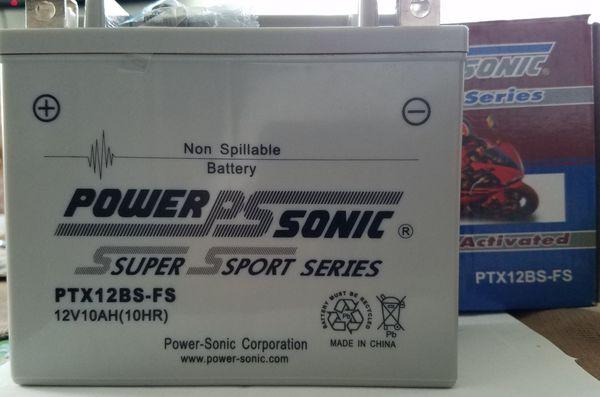 +
−
Non Spillable
Battery
POWER PS SONIC ®
SUPER SPORT SERIES
PTX12BS-FS
12V10AH(10HR)
BATTERY MUST BE RECYCLED
Pb
Pb
MADE IN CHINA
Power-Sonic Corporation
www.power-sonic.com
SONIC
Series
Activated
PTX12BS-FS